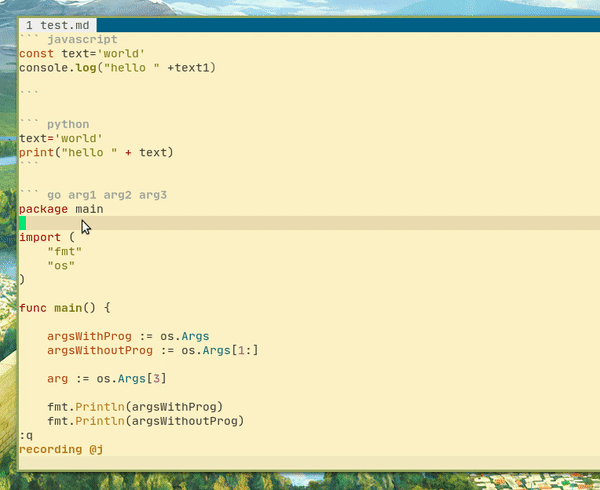 1 test.md
``` javascript
const text='world'
console.log("hello " +text1)
```
``` python
text='world'
print("hello " + text)
```
``` go arg1 arg2 arg3
package main
import (
    "fmt"
    "os"
)
func main() {
    argsWithProg := os.Args
    argsWithoutProg := os.Args[1:]
    arg := os.Args[3]
    fmt.Println(argsWithProg)
    fmt.Println(argsWithoutProg)
:q
recording @j